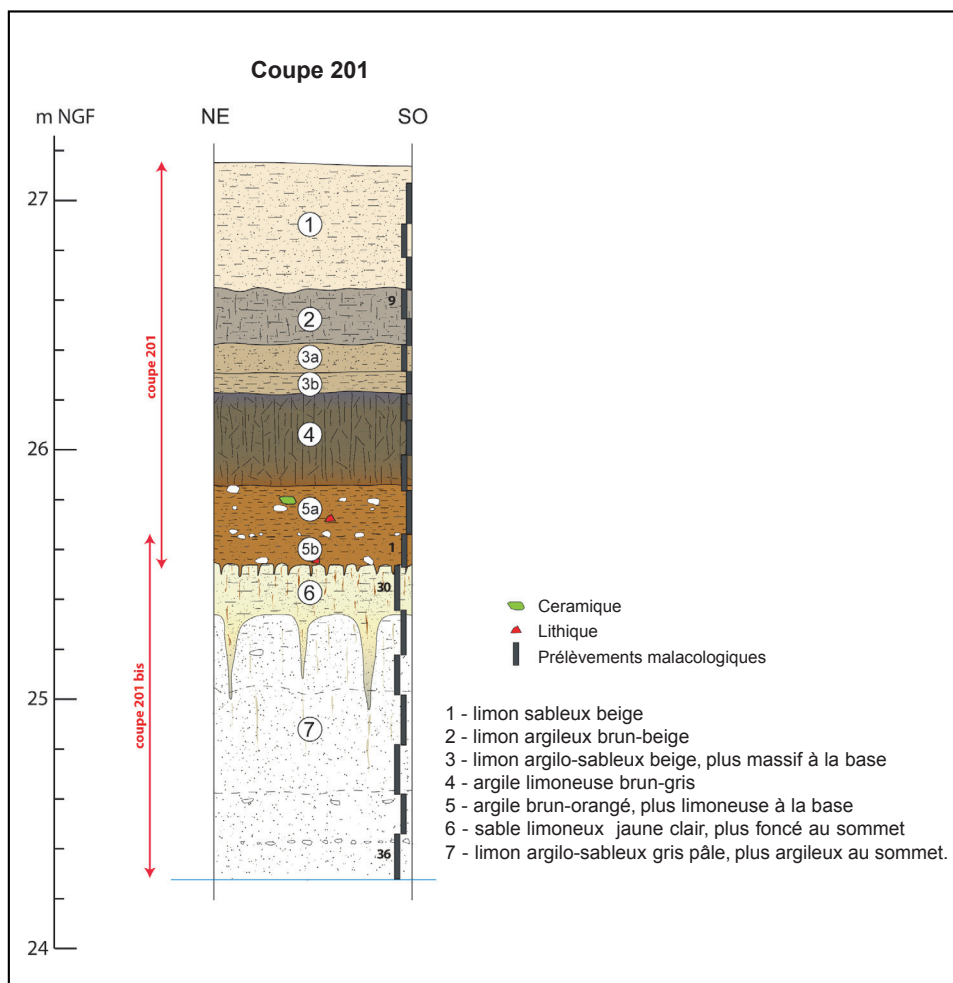 Coupe 201
m NGF
NE
SO
27
26
25
24
coupe 201
coupe 201 bis
1
9
2
3a
3b
4
5a
5b
1
6
30
7
36
Ceramique
Lithique
Prélèvements malacologiques
1 - limon sableux beige
2 - limon argileux brun-beige
3 - limon argilo-sableux beige, plus massif à la base
4 - argile limoneuse brun-gris
5 - argile brun-orangé, plus limoneuse à la base
6 - sable limoneux  jaune clair, plus foncé au sommet
7 - limon argilo-sableux gris pâle, plus argileux au sommet.